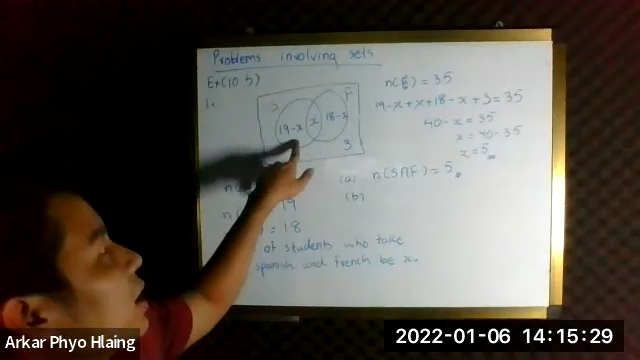 Problems involving sets
Ex(10 b)
1.
F
19-x
x
18-x
3
n(ξ) = 35
19-x+x+18-x+3=35
40-x=35
x=40-35
x=5
(a) n(S∩F) = 5
(b)
19
= 18
of students who take
spanish and french be x.
Arkar Phyo Hlaing
2022-01-06 14:15:29